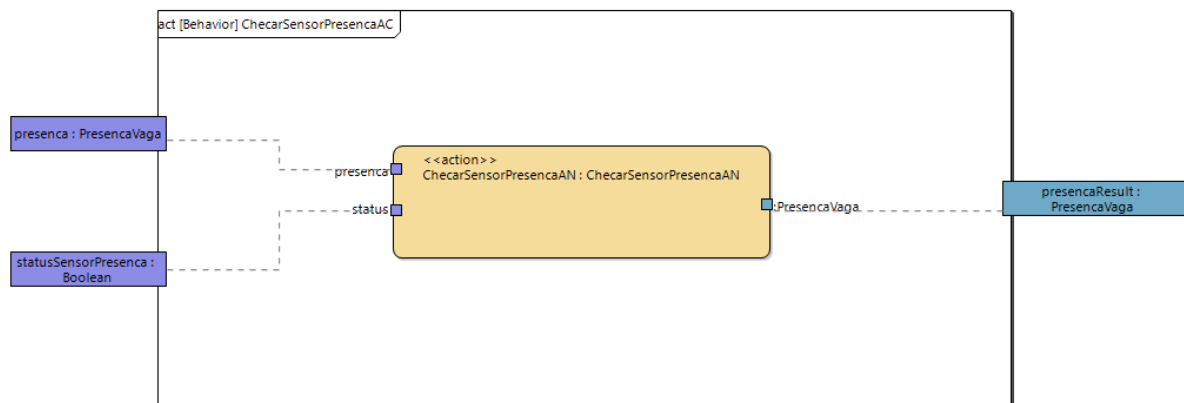 act [Behavior] ChecarSensorPresencaAC
presenca : PresencaVaga
<<action>>
ChecarSensorPresencaAN : ChecarSensorPresencaAN
presenca
status
:PresencaVaga
presencaResult :
PresencaVaga
statusSensorPresenca :
Boolean